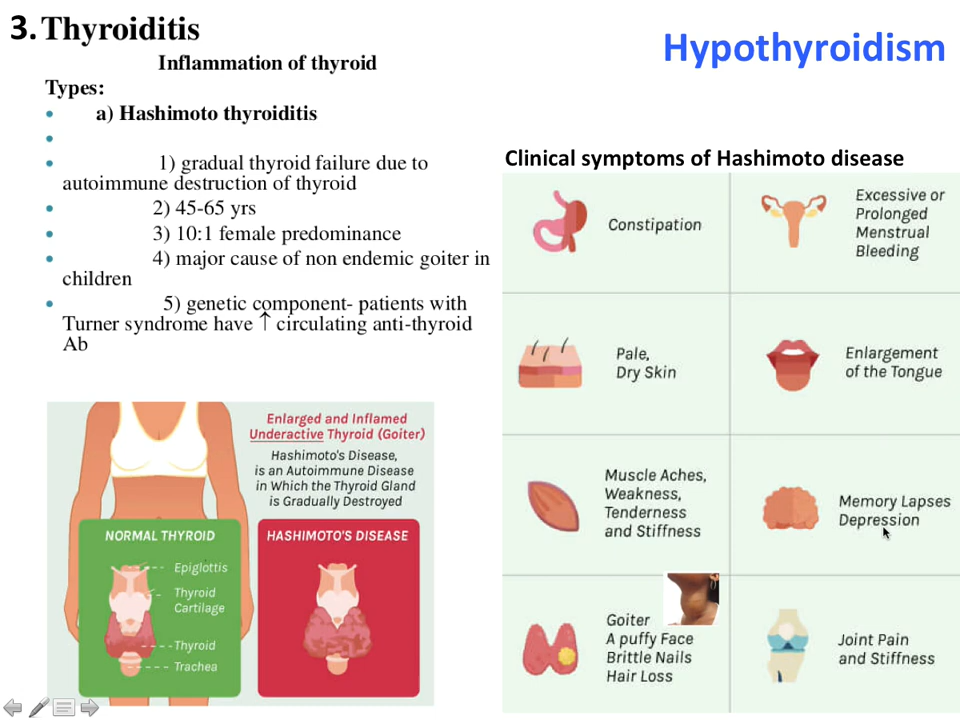 3. Thyroiditis
Hypothyroidism
Inflammation of thyroid
Types:
a) Hashimoto thyroiditis
1) gradual thyroid failure due to
autoimmune destruction of thyroid
2) 45-65 yrs
3) 10:1 female predominance
4) major cause of non endemic goiter in
children
5) genetic component- patients with
Turner syndrome have ↑ circulating anti-thyroid
Ab
Enlarged and Inflamed
Underactive Thyroid (Goiter)
Hashimoto's Disease,
is an Autoimmune Disease
in Which the Thyroid Gland
is Gradually Destroyed
NORMAL THYROID
Epiglottis
Thyroid
Cartilage
Thyroid
Trachea
HASHIMOTO'S DISEASE
Clinical symptoms of Hashimoto disease
Constipation
Excessive or
Prolonged
Menstrual
Bleeding
Pale,
Dry Skin
Enlargement
of the Tongue
Muscle Aches,
Weakness,
Tenderness
and Stiffness
Memory Lapses
Depression
Goiter
A puffy Face
Brittle Nails
Hair Loss
Joint Pain
and Stiffness